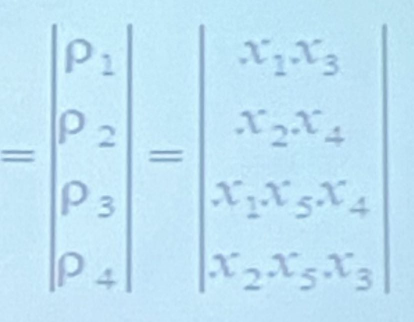 = |ρ₁| = |x₁x₃|
|ρ₂| |x₂x₄|
|ρ₃| |x₁x₅x₄|
|ρ₄| |x₂x₅x₃|